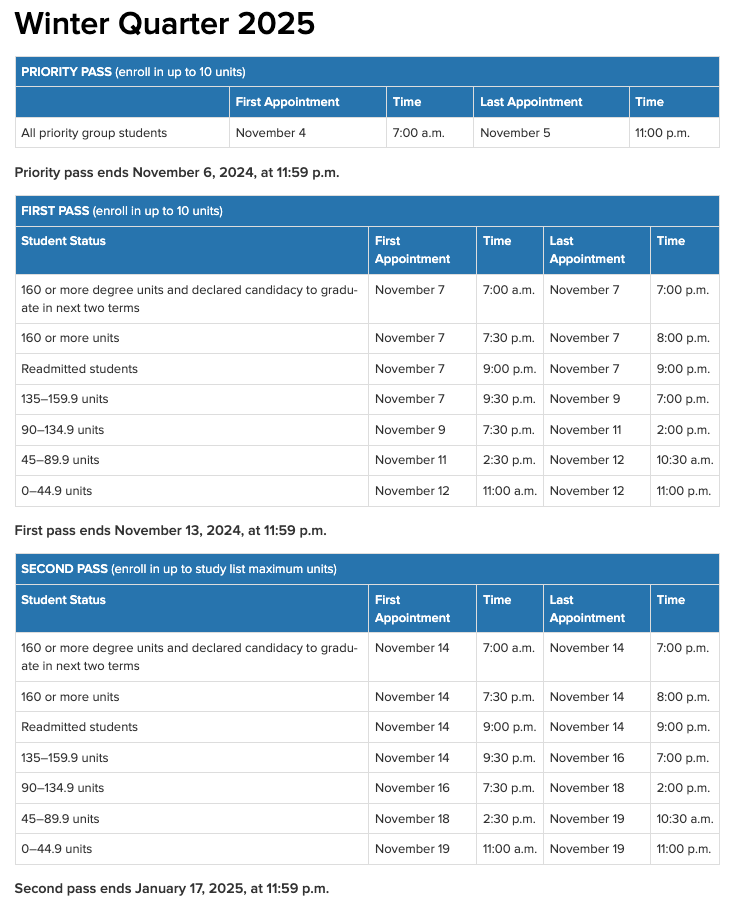 Winter Quarter 2025
PRIORITY PASS (enroll in up to 10 units)
First Appointment Time Last Appointment Time
All priority group students November 4 7:00 a.m. November 5 11:00 p.m.
Priority pass ends November 6, 2024, at 11:59 p.m.
FIRST PASS (enroll in up to 10 units)
Student Status First Appointment Time Last Appointment Time
160 or more degree units and declared candidacy to gradu-
ate in next two terms November 7 7:00 a.m. November 7 7:00 p.m.
160 or more units November 7 7:30 p.m. November 7 8:00 p.m.
Readmitted students November 7 9:00 p.m. November 7 9:00 p.m.
135–159.9 units November 7 9:30 p.m. November 9 7:00 p.m.
90–134.9 units November 9 7:30 p.m. November 11 2:00 p.m.
45–89.9 units November 11 2:30 p.m. November 12 10:30 a.m.
0–44.9 units November 12 11:00 a.m. November 12 11:00 p.m.
First pass ends November 13, 2024, at 11:59 p.m.
SECOND PASS (enroll in up to study list maximum units)
Student Status First Appointment Time Last Appointment Time
160 or more degree units and declared candidacy to gradu-
ate in next two terms November 14 7:00 a.m. November 14 7:00 p.m.
160 or more units November 14 7:30 p.m. November 14 8:00 p.m.
Readmitted students November 14 9:00 p.m. November 14 9:00 p.m.
135–159.9 units November 14 9:30 p.m. November 16 7:00 p.m.
90–134.9 units November 16 7:30 p.m. November 18 2:00 p.m.
45–89.9 units November 18 2:30 p.m. November 19 10:30 a.m.
0–44.9 units November 19 11:00 a.m. November 19 11:00 p.m.
Second pass ends January 17, 2025, at 11:59 p.m.